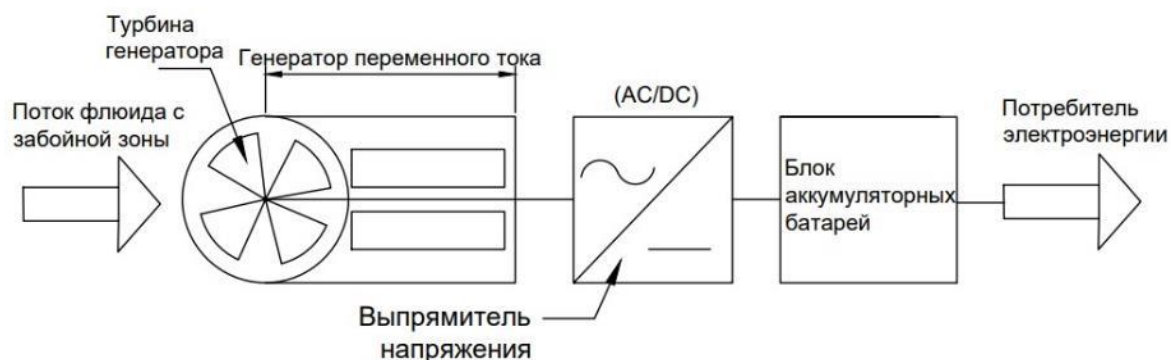 Турбина
генератора
Генератор переменного тока
Поток флюида с
забойной зоны
(AC/DC)
Потребитель
электроэнергии
Блок
аккумуляторных
батарей
Выпрямитель
напряжения